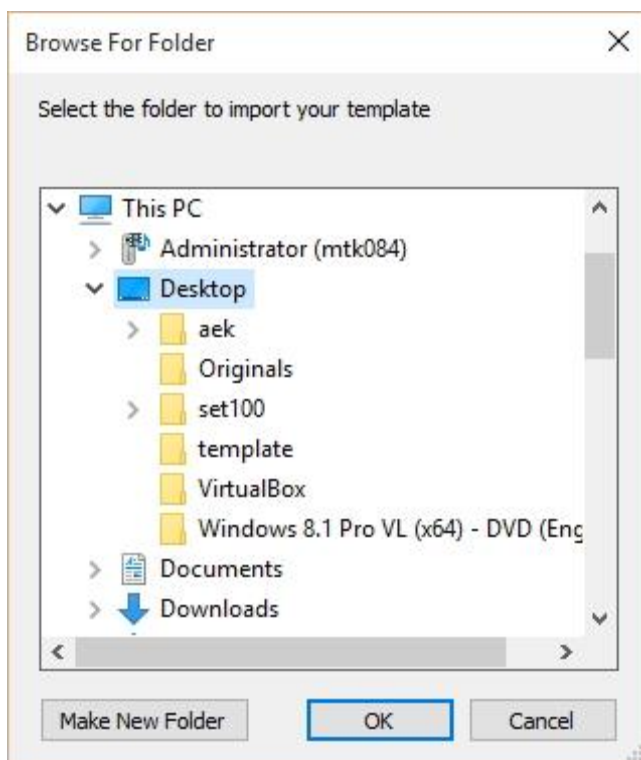 Browse For Folder
Select the folder to import your template
This PC
Administrator (mtk084)
Desktop
aek
Originals
set100
template
VirtualBox
Windows 8.1 Pro VL (x64) - DVD (Eng
Documents
Downloads
Make New Folder
OK
Cancel